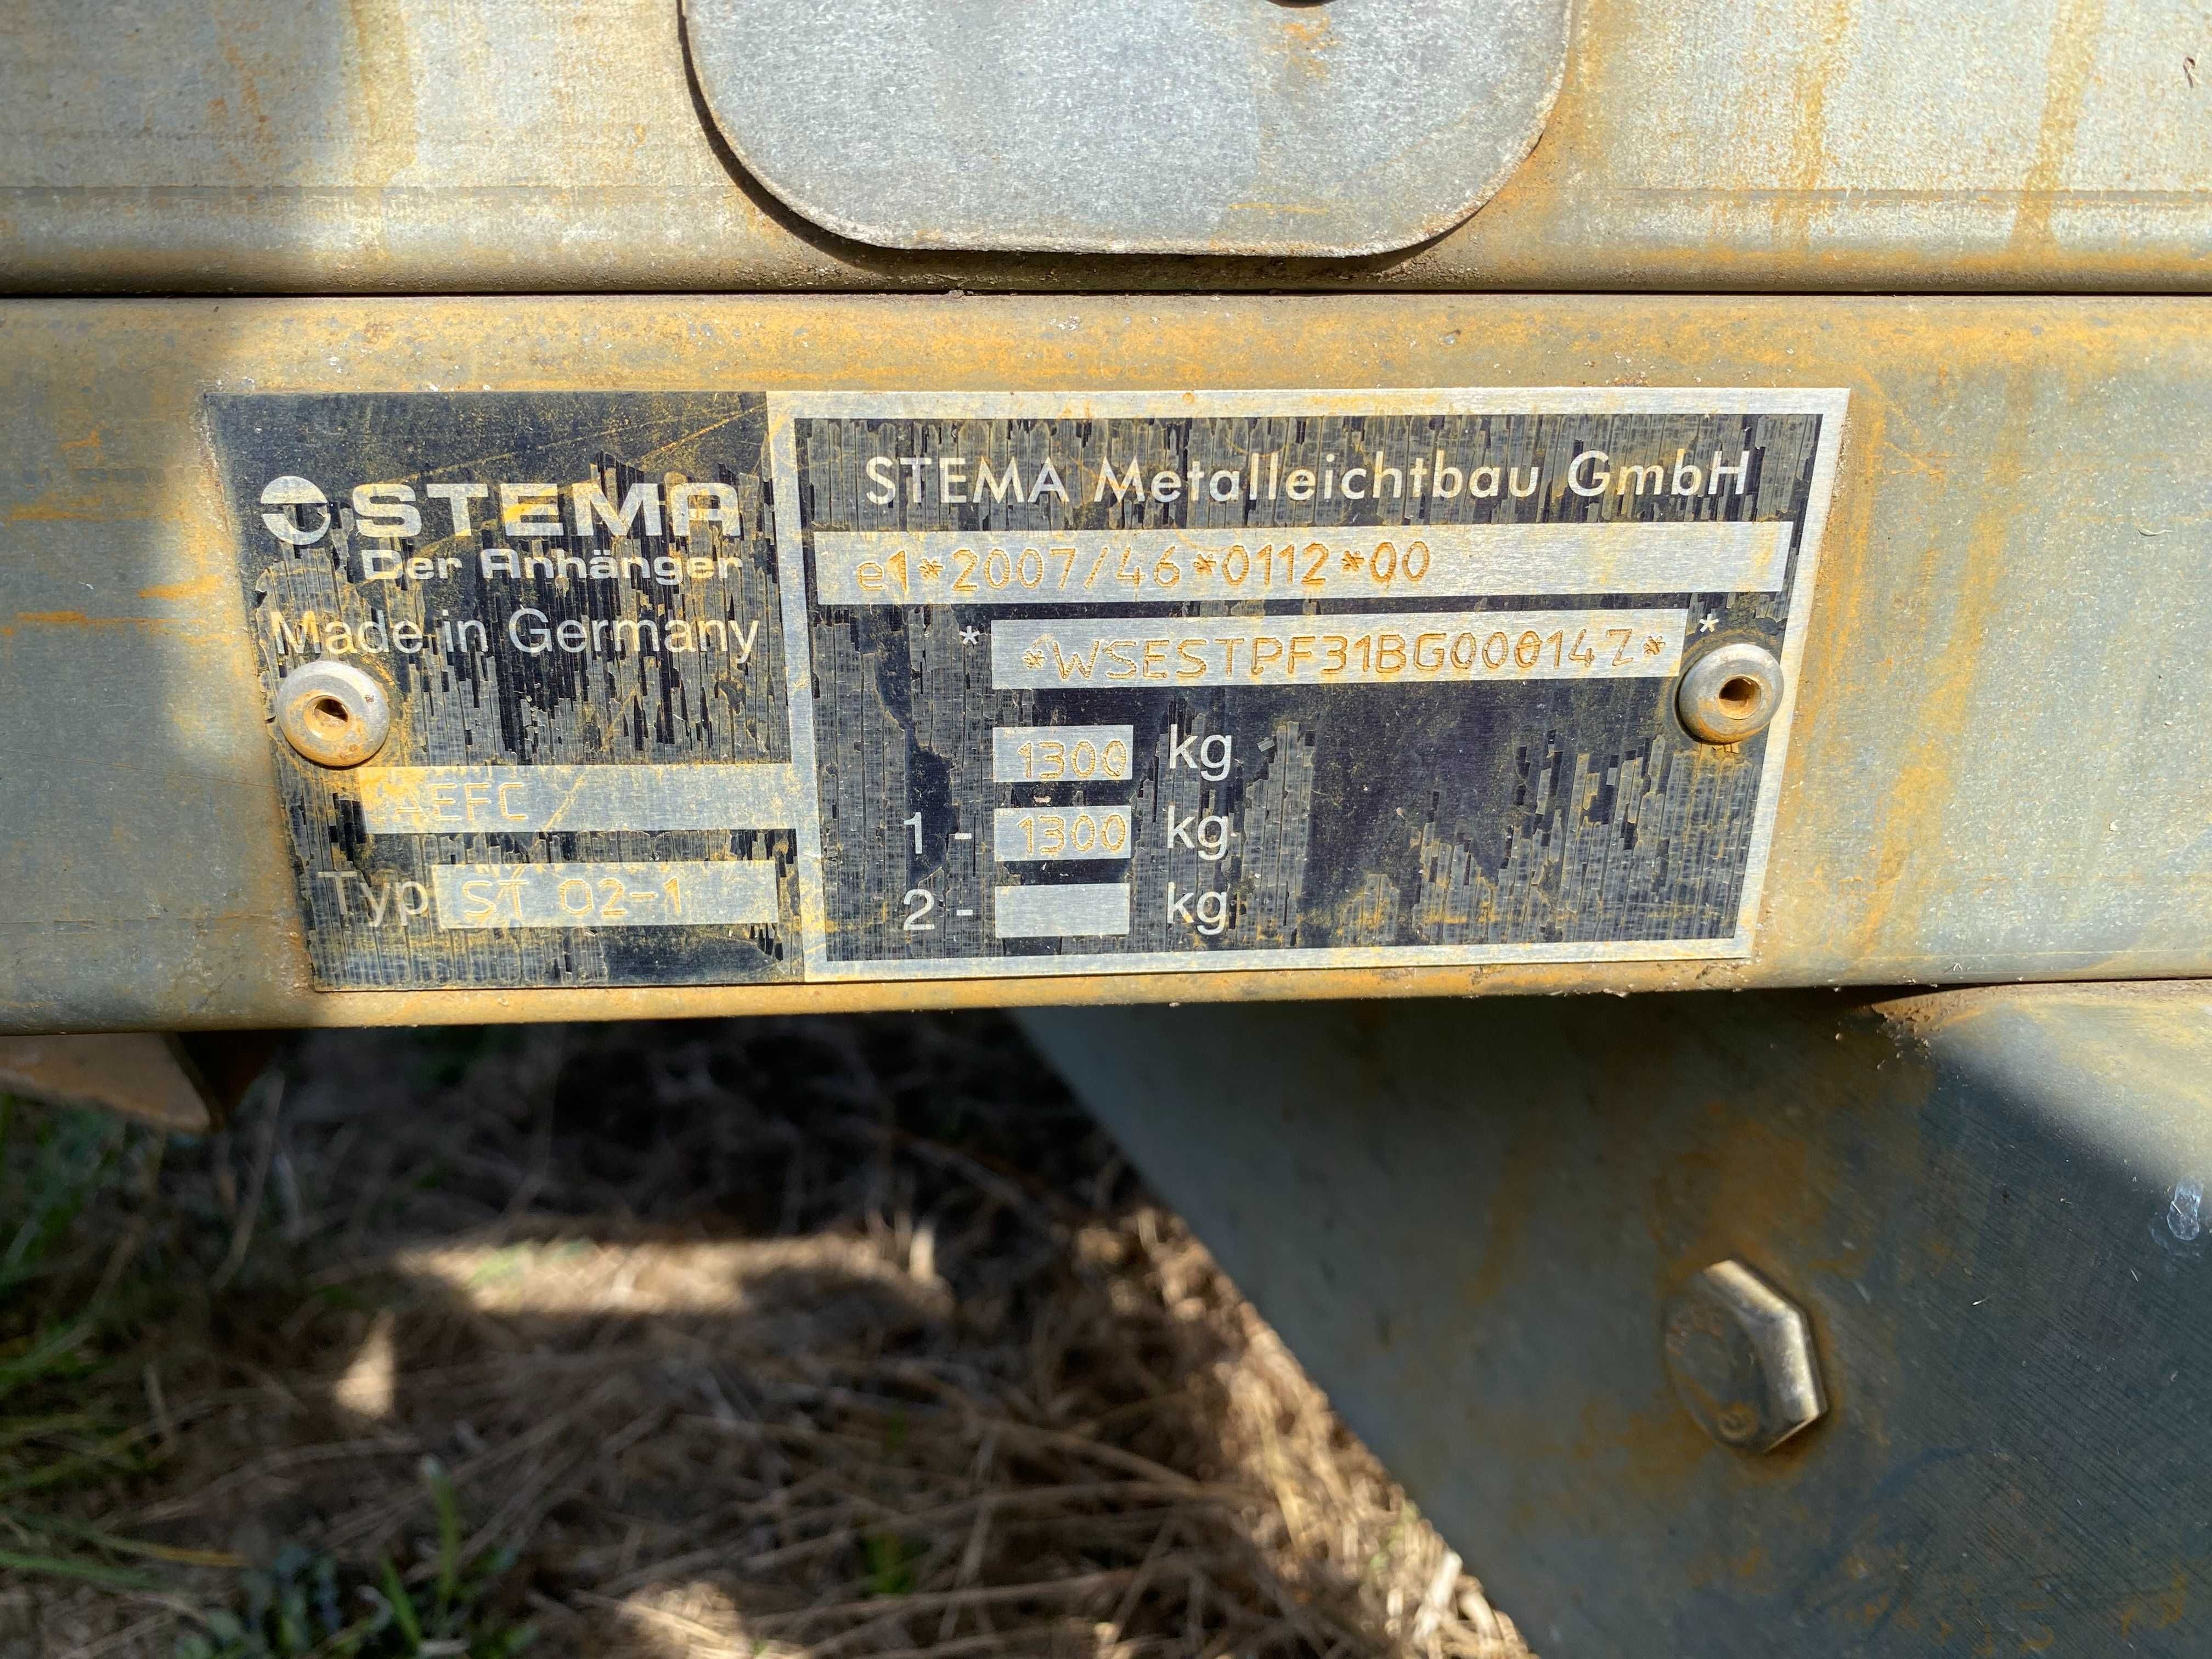 STEMA
Der Anhänger
Made in Germany
AEFC
Typ ST 02-1
STEMA Metalleichtbau GmbH
e1*2007/46*0112*00
* *WSESTPF31BG000147* *
1300 kg
1 - 1300 kg
2 - kg